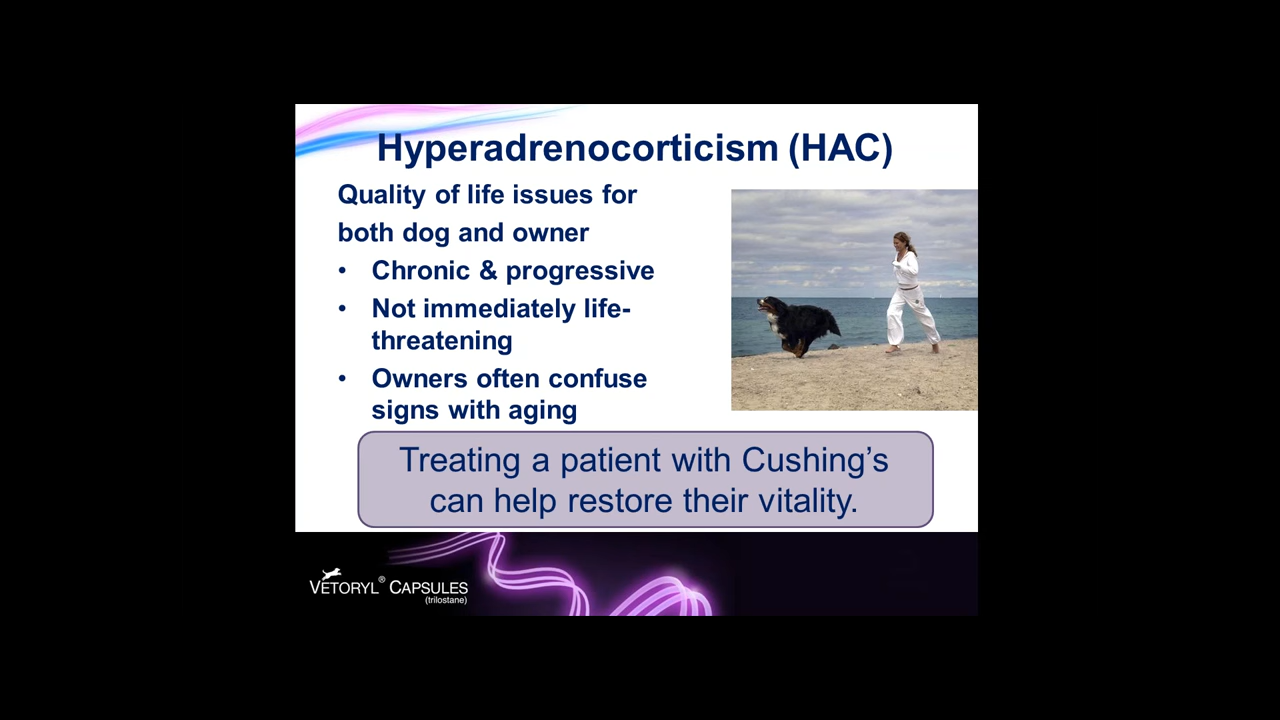 Hyperadrenocorticism (HAC)
Quality of life issues for
both dog and owner
• Chronic & progressive
• Not immediately life-
threatening
• Owners often confuse
signs with aging
Treating a patient with Cushing’s
can help restore their vitality.
VETORYL® CAPSULES
(trilostane)